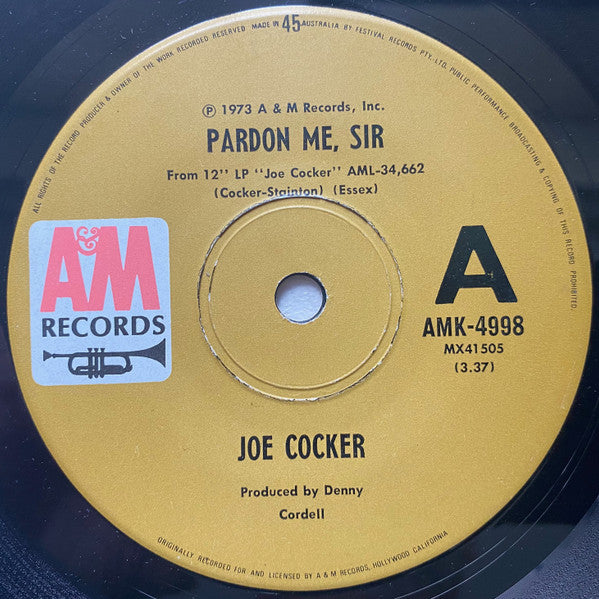 ALL RIGHTS OF THE RECORD PRODUCER & OWNER OF THE WORK RECORDED RESERVED MADE IN 45 AUSTRALIA BY FESTIVAL RECORDS PTY. LTD. PUBLIC PERFORMANCE BROADCASTING & COPYING OF THIS RECORD PROHIBITED
℗ 1973 A & M Records, Inc.
PARDON ME, SIR
From 12" LP "Joe Cocker" AML-34,662
(Cocker-Stainton) (Essex)
A&M
RECORDS
A
AMK-4998
MX41505
(3.37)
JOE COCKER
Produced by Denny
Cordell
ORIGINALLY RECORDED FOR AND LICENSED BY A & M RECORDS, HOLLYWOOD CALIFORNIA